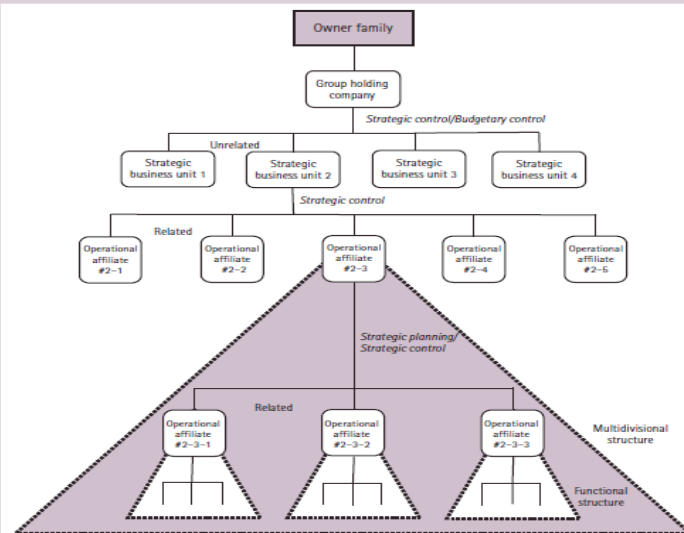 Owner family
Group holding
company
Strategic control/Budgetary control
Unrelated
Strategic
business unit 1
Strategic
business unit 2
Strategic
business unit 3
Strategic
business unit 4
Strategic control
Related
Operational
affiliate
#2–1
Operational
affiliate
#2–2
Operational
affiliate
#2–3
Operational
affiliate
#2–4
Operational
affiliate
#2–5
Strategic planning/
Strategic control
Related
Operational
affiliate
#2–3–1
Operational
affiliate
#2–3–2
Operational
affiliate
#2–3–3
Multidivisional
structure
Functional
structure